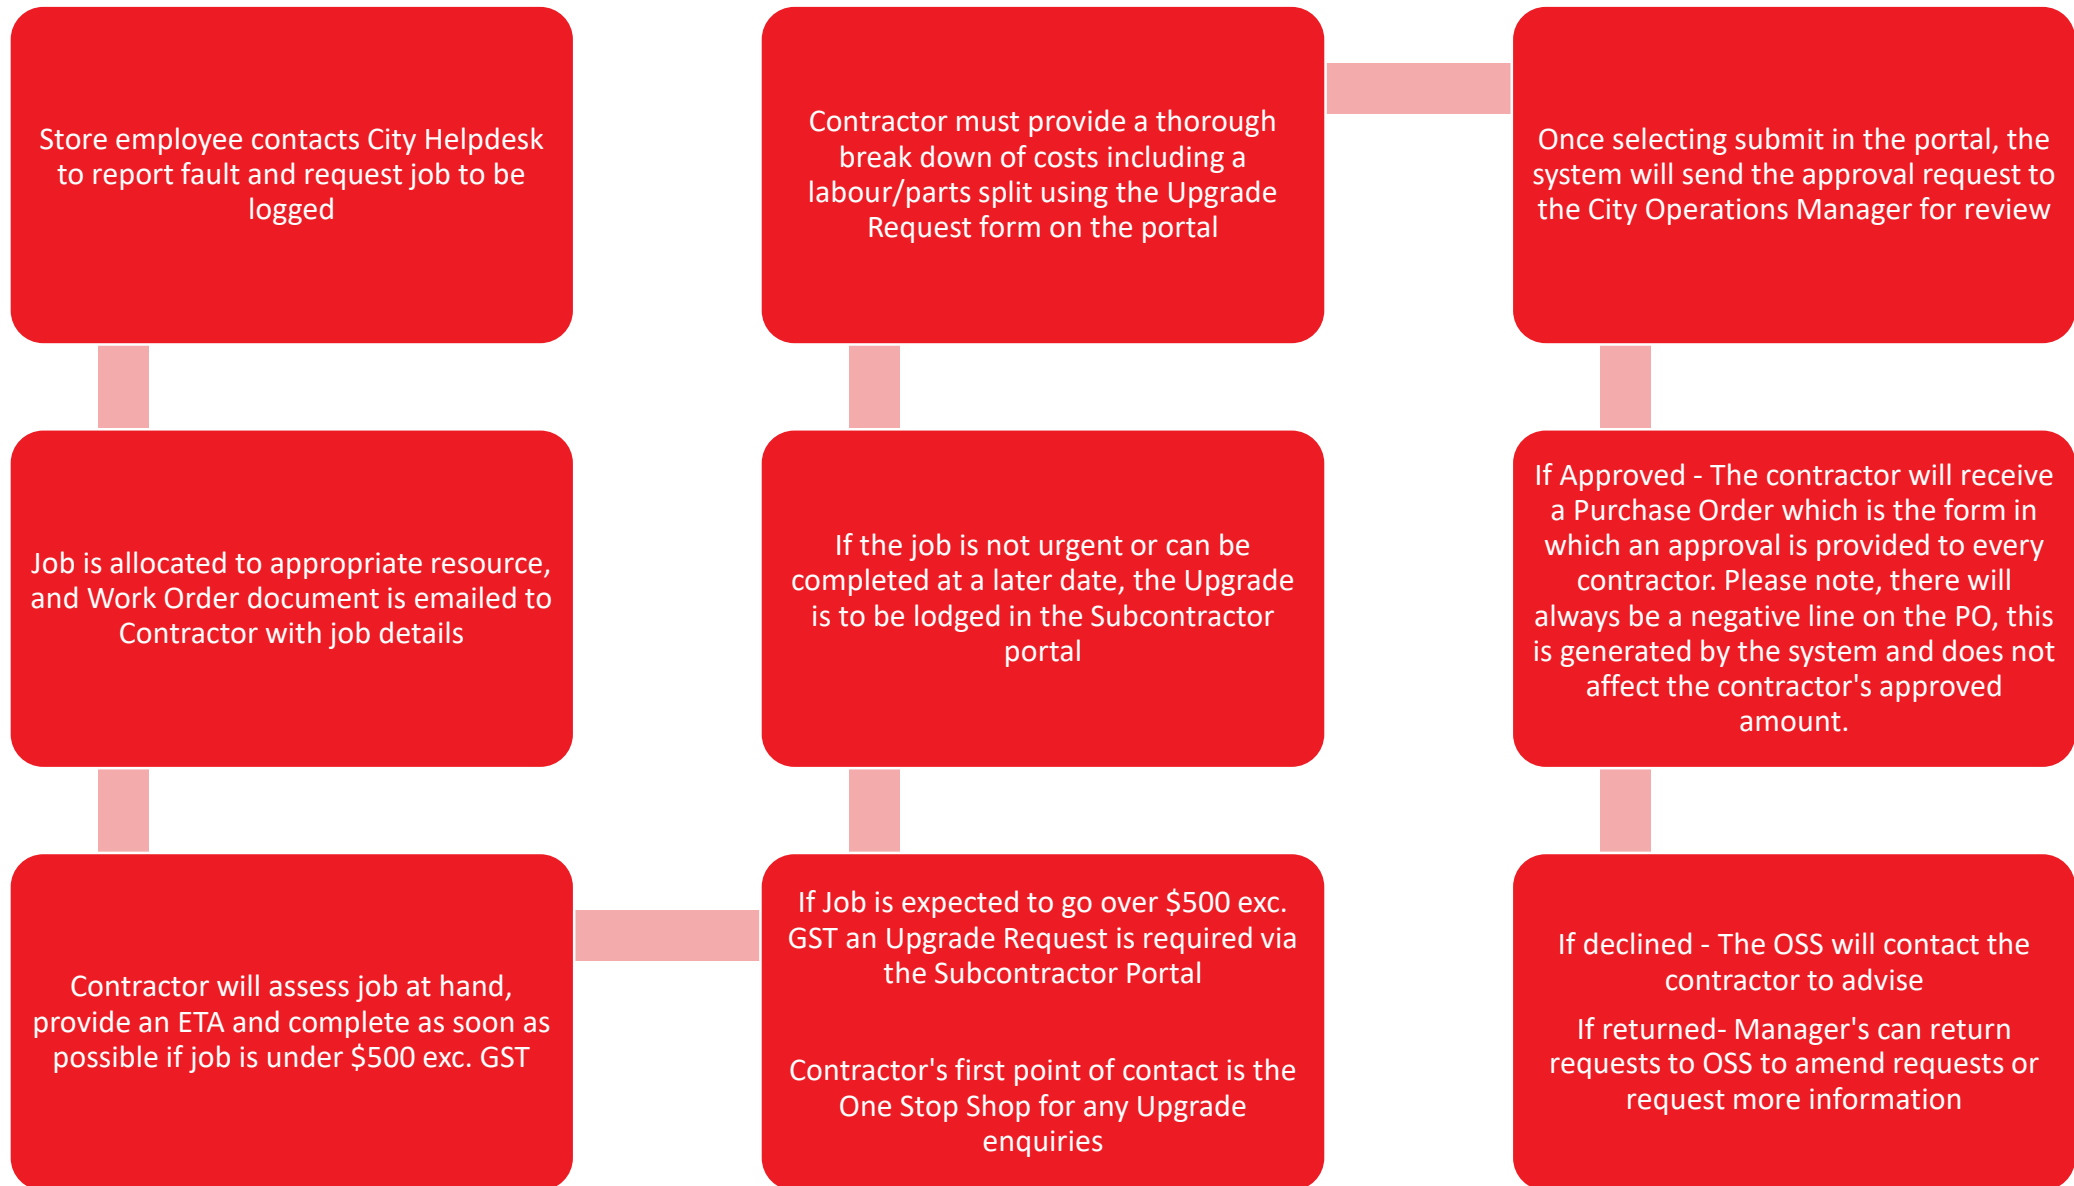 Store employee contacts City Helpdesk
to report fault and request job to be
logged
Job is allocated to appropriate resource,
and Work Order document is emailed to
Contractor with job details
Contractor will assess job at hand,
provide an ETA and complete as soon as
possible if job is under $500 exc. GST
If Job is expected to go over $500 exc.
GST an Upgrade Request is required via
the Subcontractor Portal
Contractor's first point of contact is the
One Stop Shop for any Upgrade
enquiries
If the job is not urgent or can be
completed at a later date, the Upgrade
is to be lodged in the Subcontractor
portal
Contractor must provide a thorough
break down of costs including a
labour/parts split using the Upgrade
Request form on the portal
Once selecting submit in the portal, the
system will send the approval request to
the City Operations Manager for review
If Approved - The contractor will receive
a Purchase Order which is the form in
which an approval is provided to every
contractor. Please note, there will
always be a negative line on the PO, this
is generated by the system and does not
affect the contractor's approved
amount.
If declined - The OSS will contact the
contractor to advise
If returned- Manager's can return
requests to OSS to amend requests or
request more information